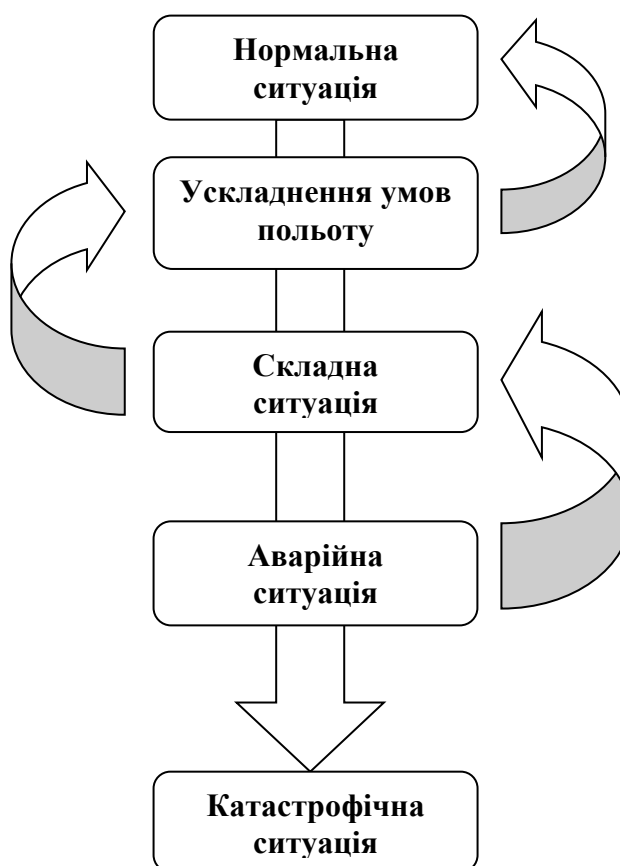 Нормальна
ситуація
Ускладнення умов
польоту
Складна
ситуація
Аварійна
ситуація
Катастрофічна
ситуація